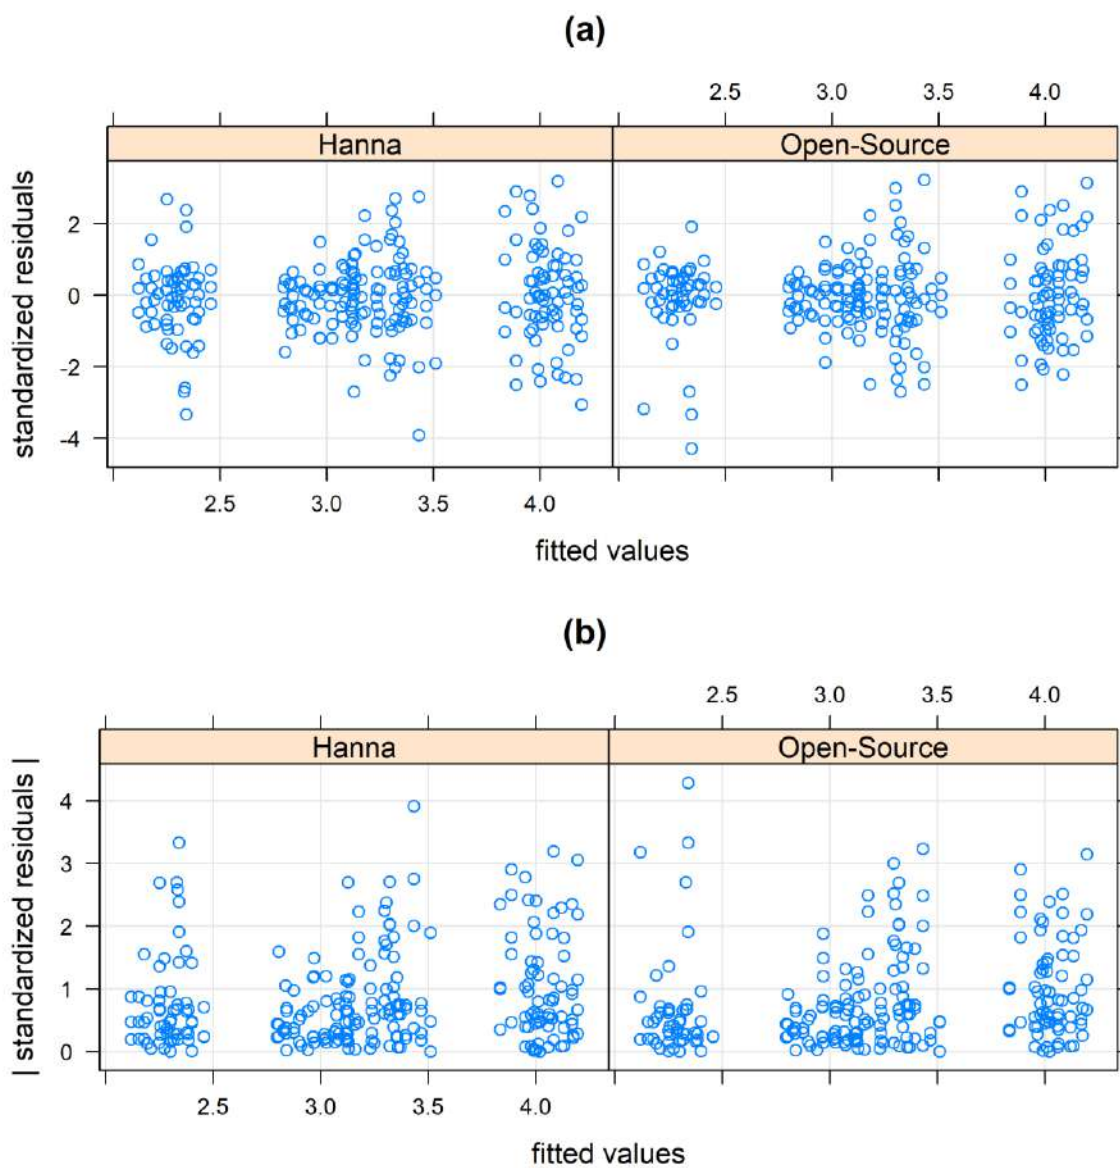 (a)
2.5 3.0 3.5 4.0
Hanna Open-Source
standardized residuals
2
0
-2
-4
2.5 3.0 3.5 4.0
fitted values
(b)
2.5 3.0 3.5 4.0
Hanna Open-Source
| standardized residuals |
4
3
2
1
0
2.5 3.0 3.5 4.0
fitted values